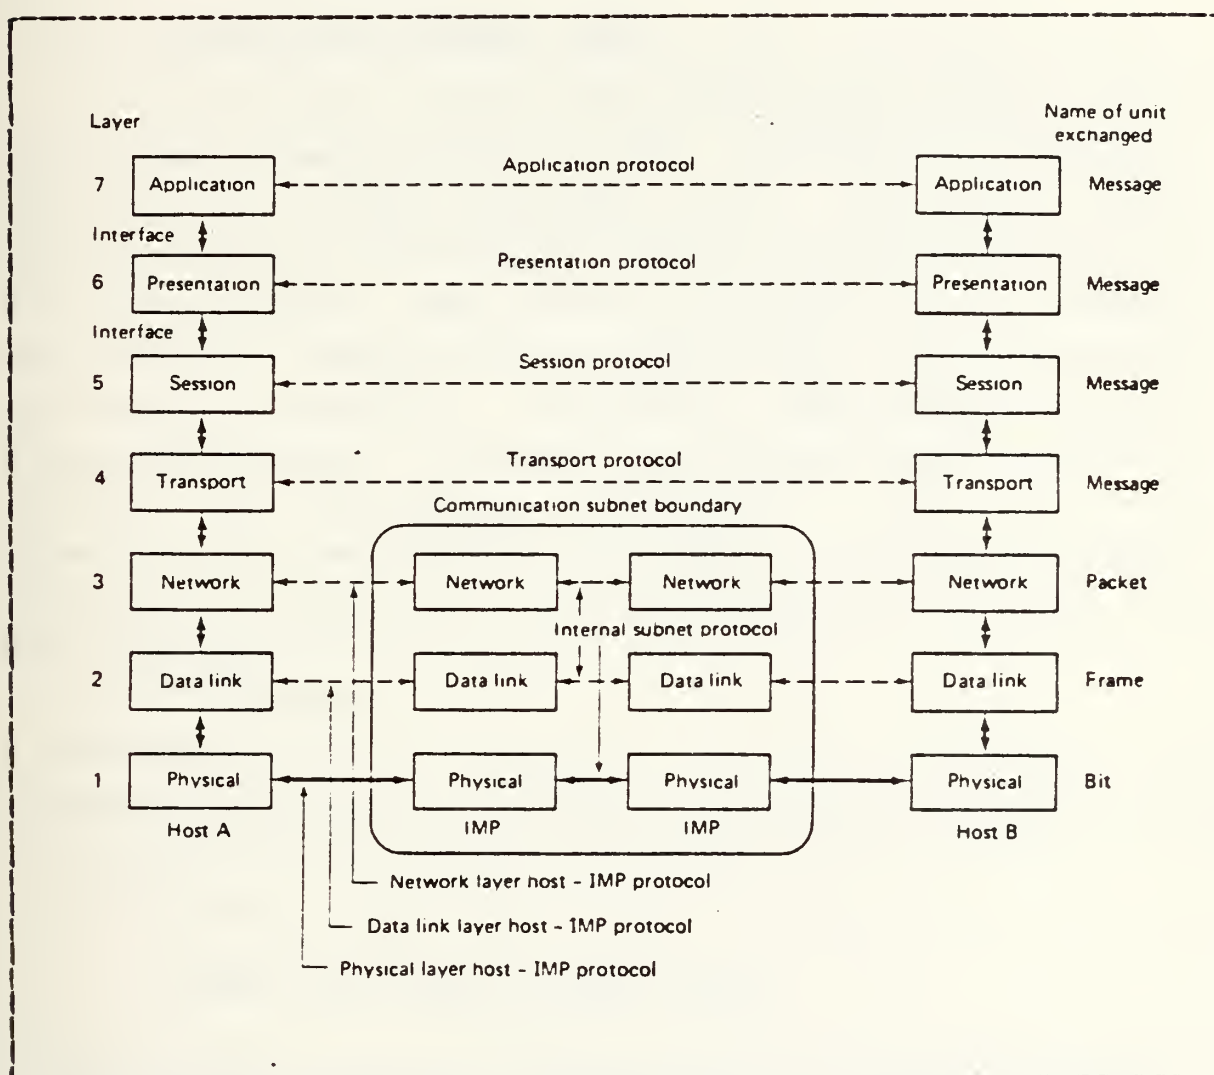 Layer
Name of unit
exchanged
7 Application Application protocol Application Message
Interface
6 Presentation Presentation protocol Presentation Message
Interface
5 Session Session protocol Session Message
4 Transport Transport protocol Transport Message
Communication subnet boundary
3 Network Network Network Network Packet
Internal subnet protocol
2 Data link Data link Data link Data link Frame
1 Physical Physical Physical Physical Bit
Host A IMP IMP Host B
Network layer host - IMP protocol
Data link layer host - IMP protocol
Physical layer host - IMP protocol